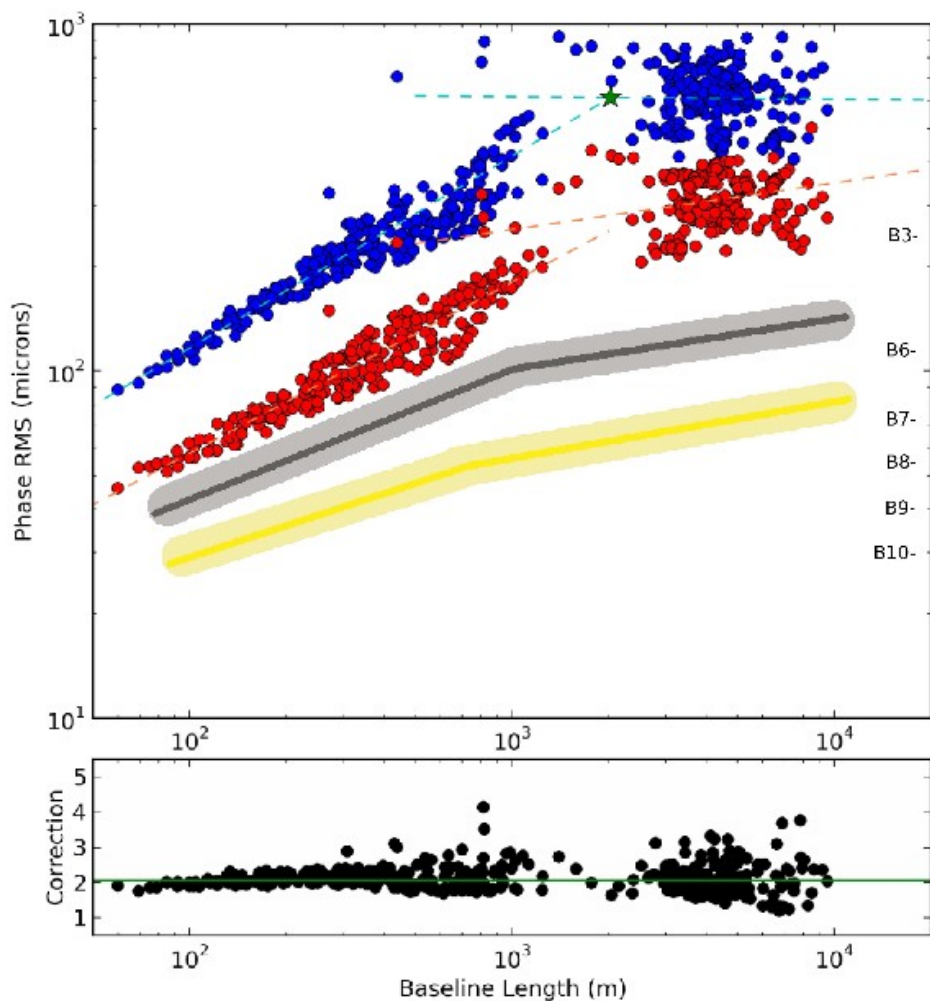 10³
10²
10¹
Phase RMS (microns)
B3-
B6-
B7-
B8-
B9-
B10-
10²
10³
10⁴
5
4
3
2
1
Correction
10²
10³
10⁴
Baseline Length (m)